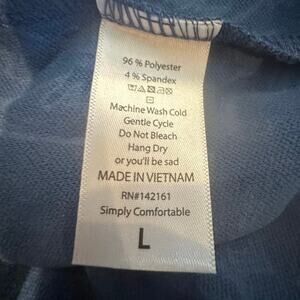 96 % Polyester
4 % Spandex
Machine Wash Cold
Gentle Cycle
Do Not Bleach
Hang Dry
or you'll be sad
MADE IN VIETNAM
RN#142161
Simply Comfortable
L